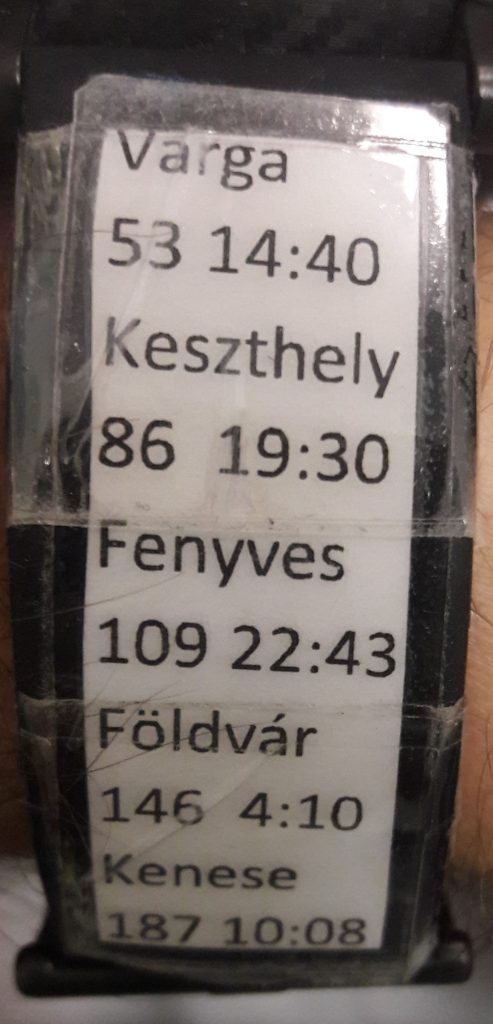 Varga
53 14:40
Keszthely
86 19:30
Fenyves
109 22:43
Földvár
146 4:10
Kenese
187 10:08